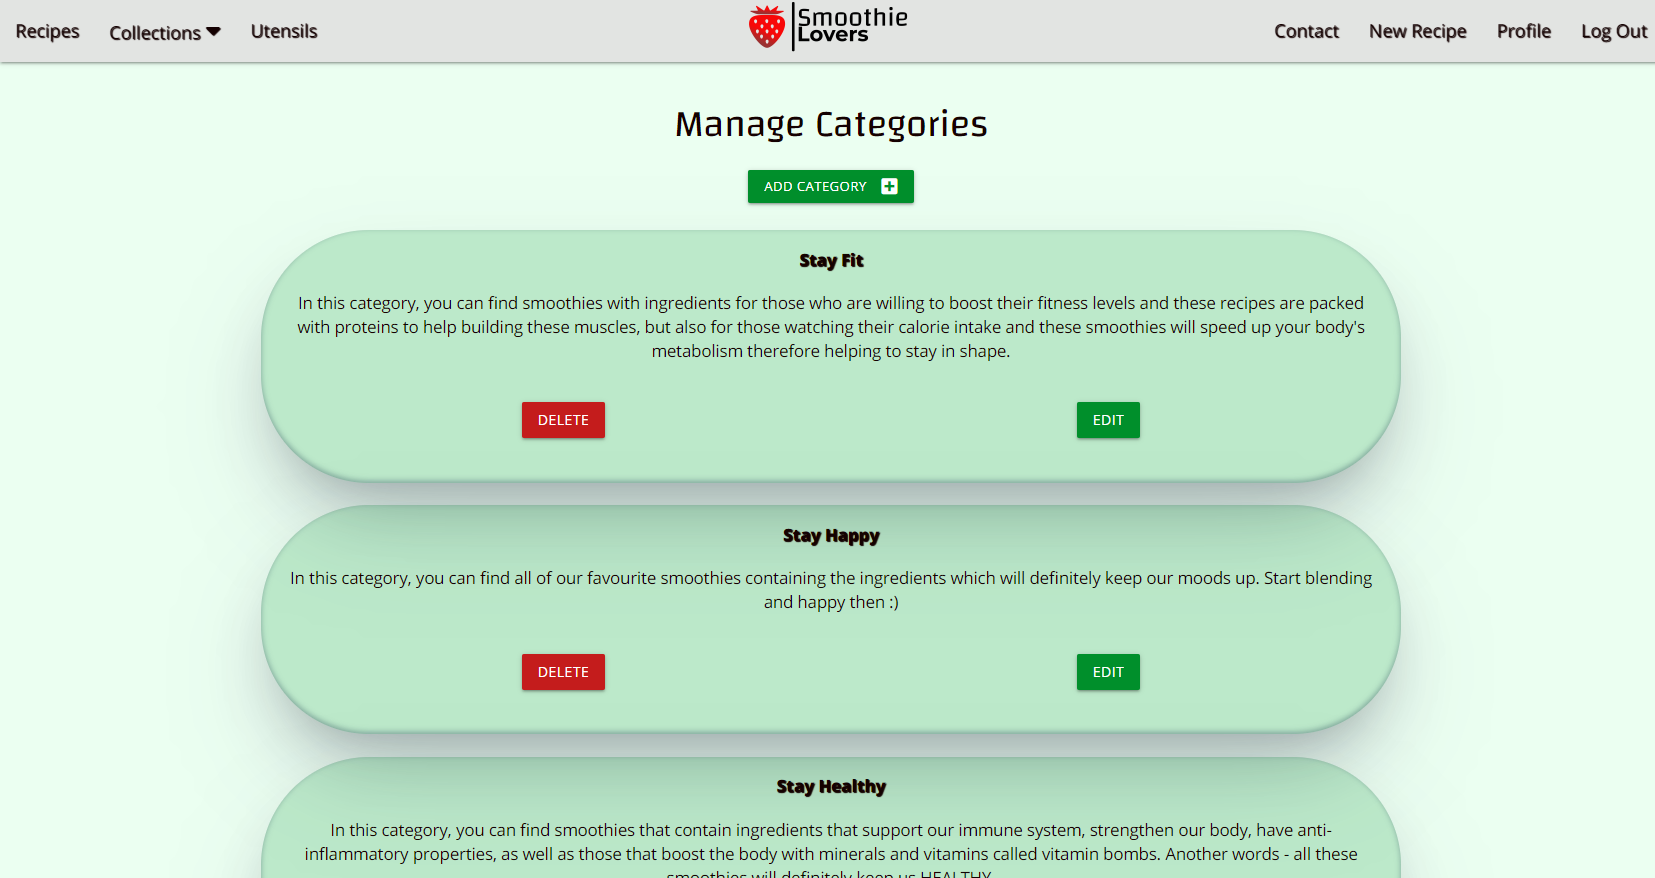 Recipes Collections Utensils Smoothie Lovers Contact New Recipe Profile Log Out
Manage Categories
ADD CATEGORY
Stay Fit
In this category, you can find smoothies with ingredients for those who are willing to boost their fitness levels and these recipes are packed
with proteins to help building these muscles, but also for those watching their calorie intake and these smoothies will speed up your body's
metabolism therefore helping to stay in shape.
DELETE EDIT
Stay Happy
In this category, you can find all of our favourite smoothies containing the ingredients which will definitely keep our moods up. Start blending
and happy then :)
DELETE EDIT
Stay Healthy
In this category, you can find smoothies that contain ingredients that support our immune system, strengthen our body, have anti-
inflammatory properties, as well as those that boost the body with minerals and vitamins called vitamin bombs. Another words - all these
smoothies will definitely keep us HEALTHY